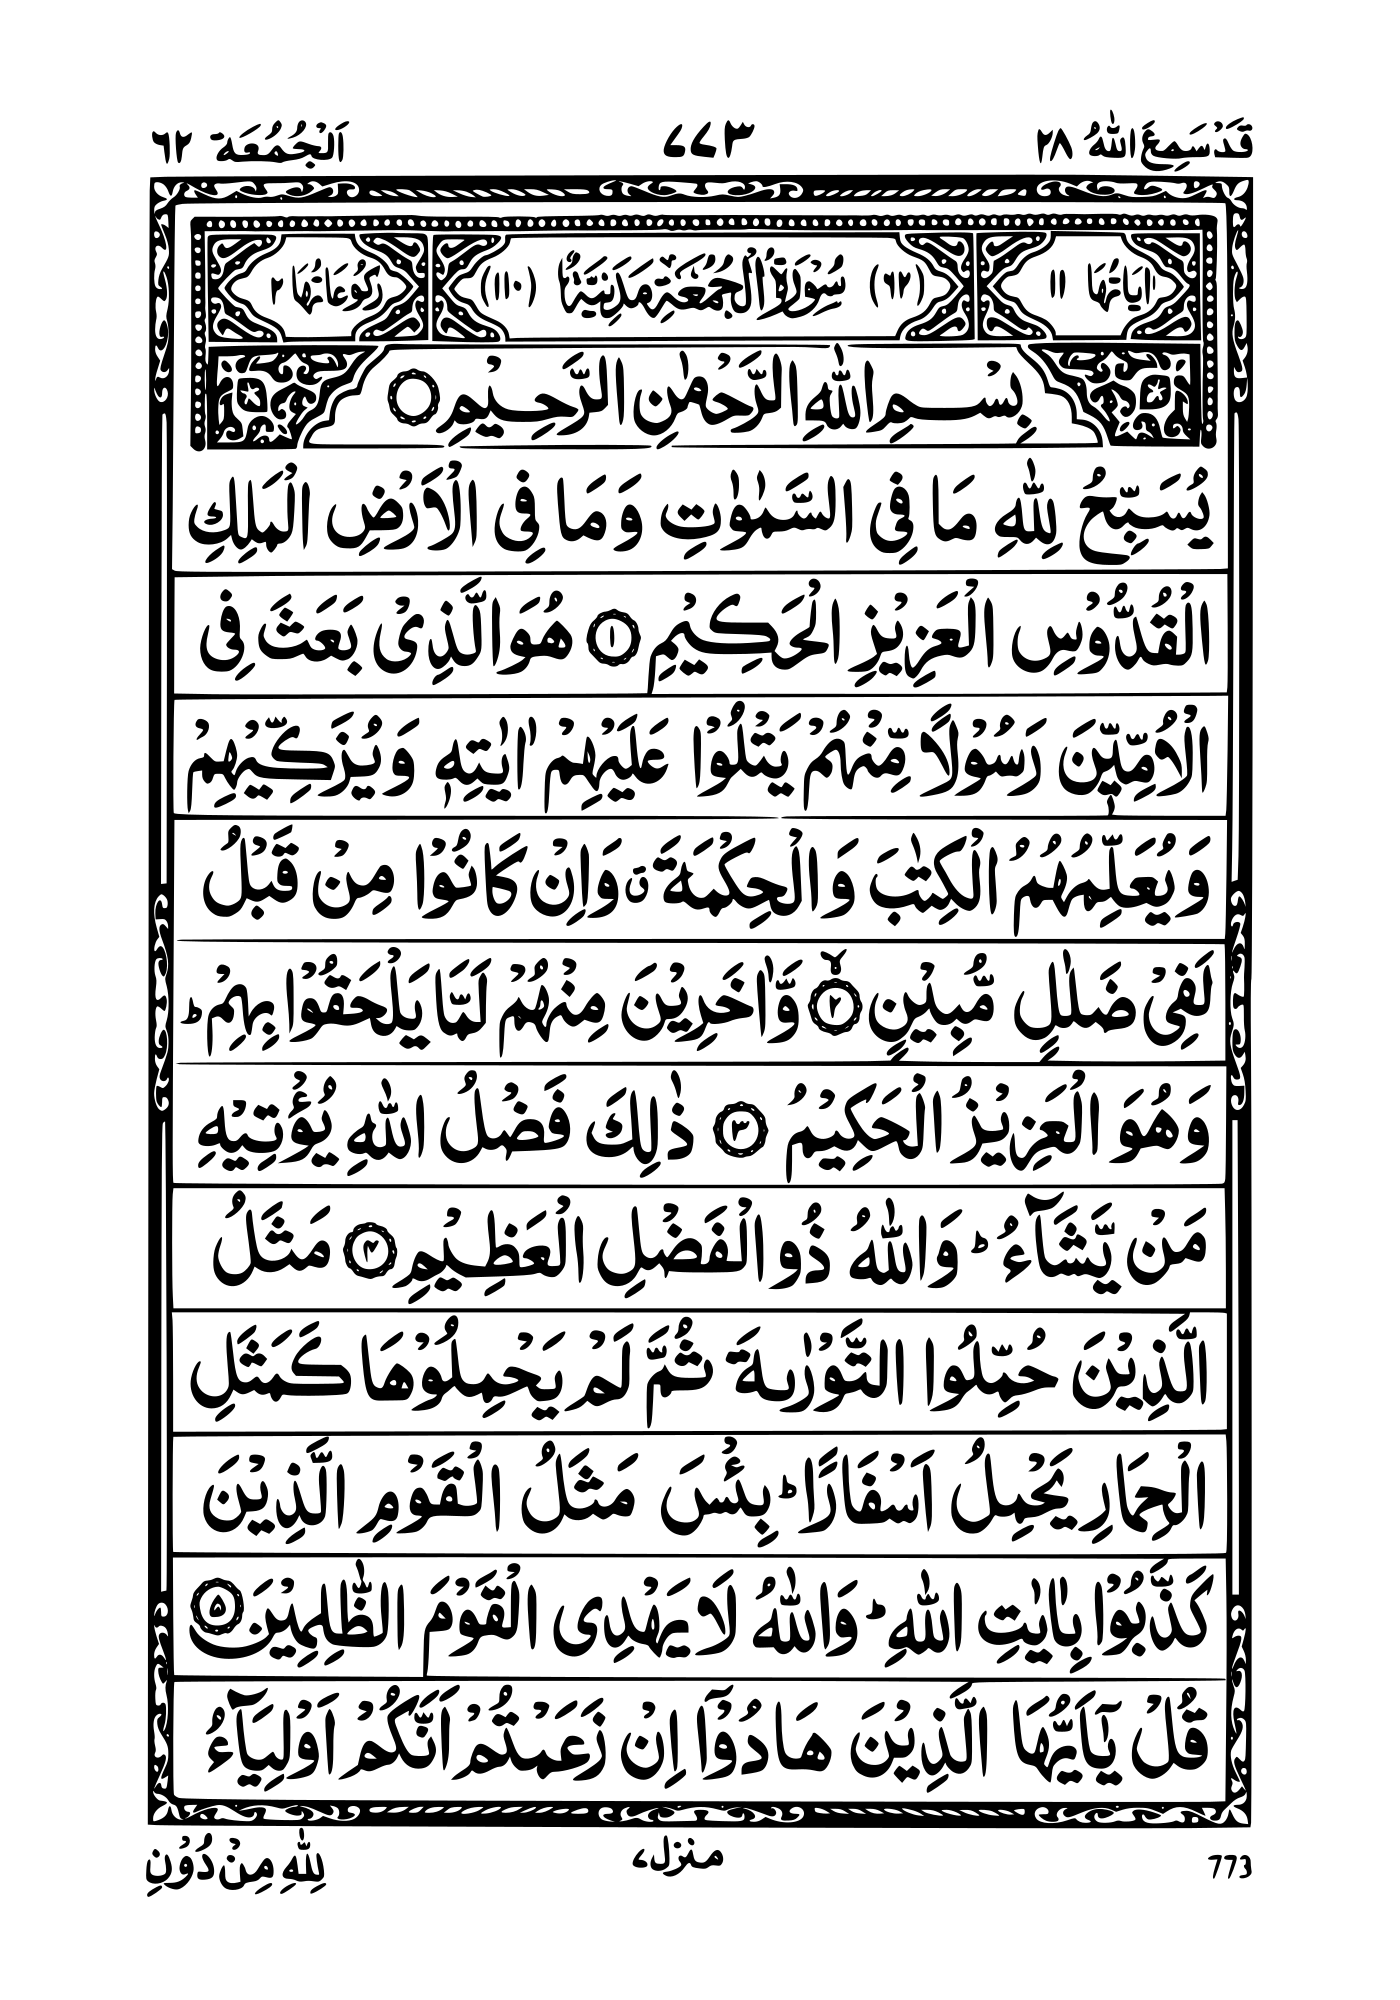 قَدْ سَمِعَ اللّٰهُ ٢٨ ٧٧٣ اَلْجُمُعَة ٦٢
اٰيَاتُهَا ١١ (٦٢) سُوْرَةُ الْجُمُعَةِ مَدَنِيَّةٌ (١١٠) رُكُوْعَاتُهَا ٢
بِسْمِ اللّٰهِ الرَّحْمٰنِ الرَّحِيْمِ ۝
يُسَبِّحُ لِلّٰهِ مَا فِى السَّمٰوٰتِ وَ مَا فِى الْاَرْضِ الْمَلِكِ
الْقُدُّوْسِ الْعَزِيْزِ الْحَكِيْمِ ۝١ هُوَ الَّذِىْ بَعَثَ فِى
الْاُمِّيّٖنَ رَسُوْلًا مِّنْهُمْ يَتْلُوْا عَلَيْهِمْ اٰيٰتِهٖ وَ يُزَكِّيْهِمْ
وَ يُعَلِّمُهُمُ الْكِتٰبَ وَ الْحِكْمَةَ ۗ وَ اِنْ كَانُوْا مِنْ قَبْلُ
لَفِىْ ضَلٰلٍ مُّبِيْنٍ ۝٢ۙ وَّ اٰخَرِيْنَ مِنْهُمْ لَمَّا يَلْحَقُوْا بِهِمْ ؕ
وَ هُوَ الْعَزِيْزُ الْحَكِيْمُ ۝٣ ذٰلِكَ فَضْلُ اللّٰهِ يُؤْتِيْهِ
مَنْ يَّشَآءُ ؕ وَ اللّٰهُ ذُو الْفَضْلِ الْعَظِيْمِ ۝٤ مَثَلُ
الَّذِيْنَ حُمِّلُوا التَّوْرٰىةَ ثُمَّ لَمْ يَحْمِلُوْهَا كَمَثَلِ
الْحِمَارِ يَحْمِلُ اَسْفَارًا ؕ بِئْسَ مَثَلُ الْقَوْمِ الَّذِيْنَ
كَذَّبُوْا بِاٰيٰتِ اللّٰهِ ؕ وَ اللّٰهُ لَا يَهْدِى الْقَوْمَ الظّٰلِمِيْنَ ۝٥
قُلْ يٰۤاَيُّهَا الَّذِيْنَ هَادُوْۤا اِنْ زَعَمْتُمْ اَنَّكُمْ اَوْلِيَآءُ
773 منزل ٧ لِلّٰهِ مِنْ دُوْنِ